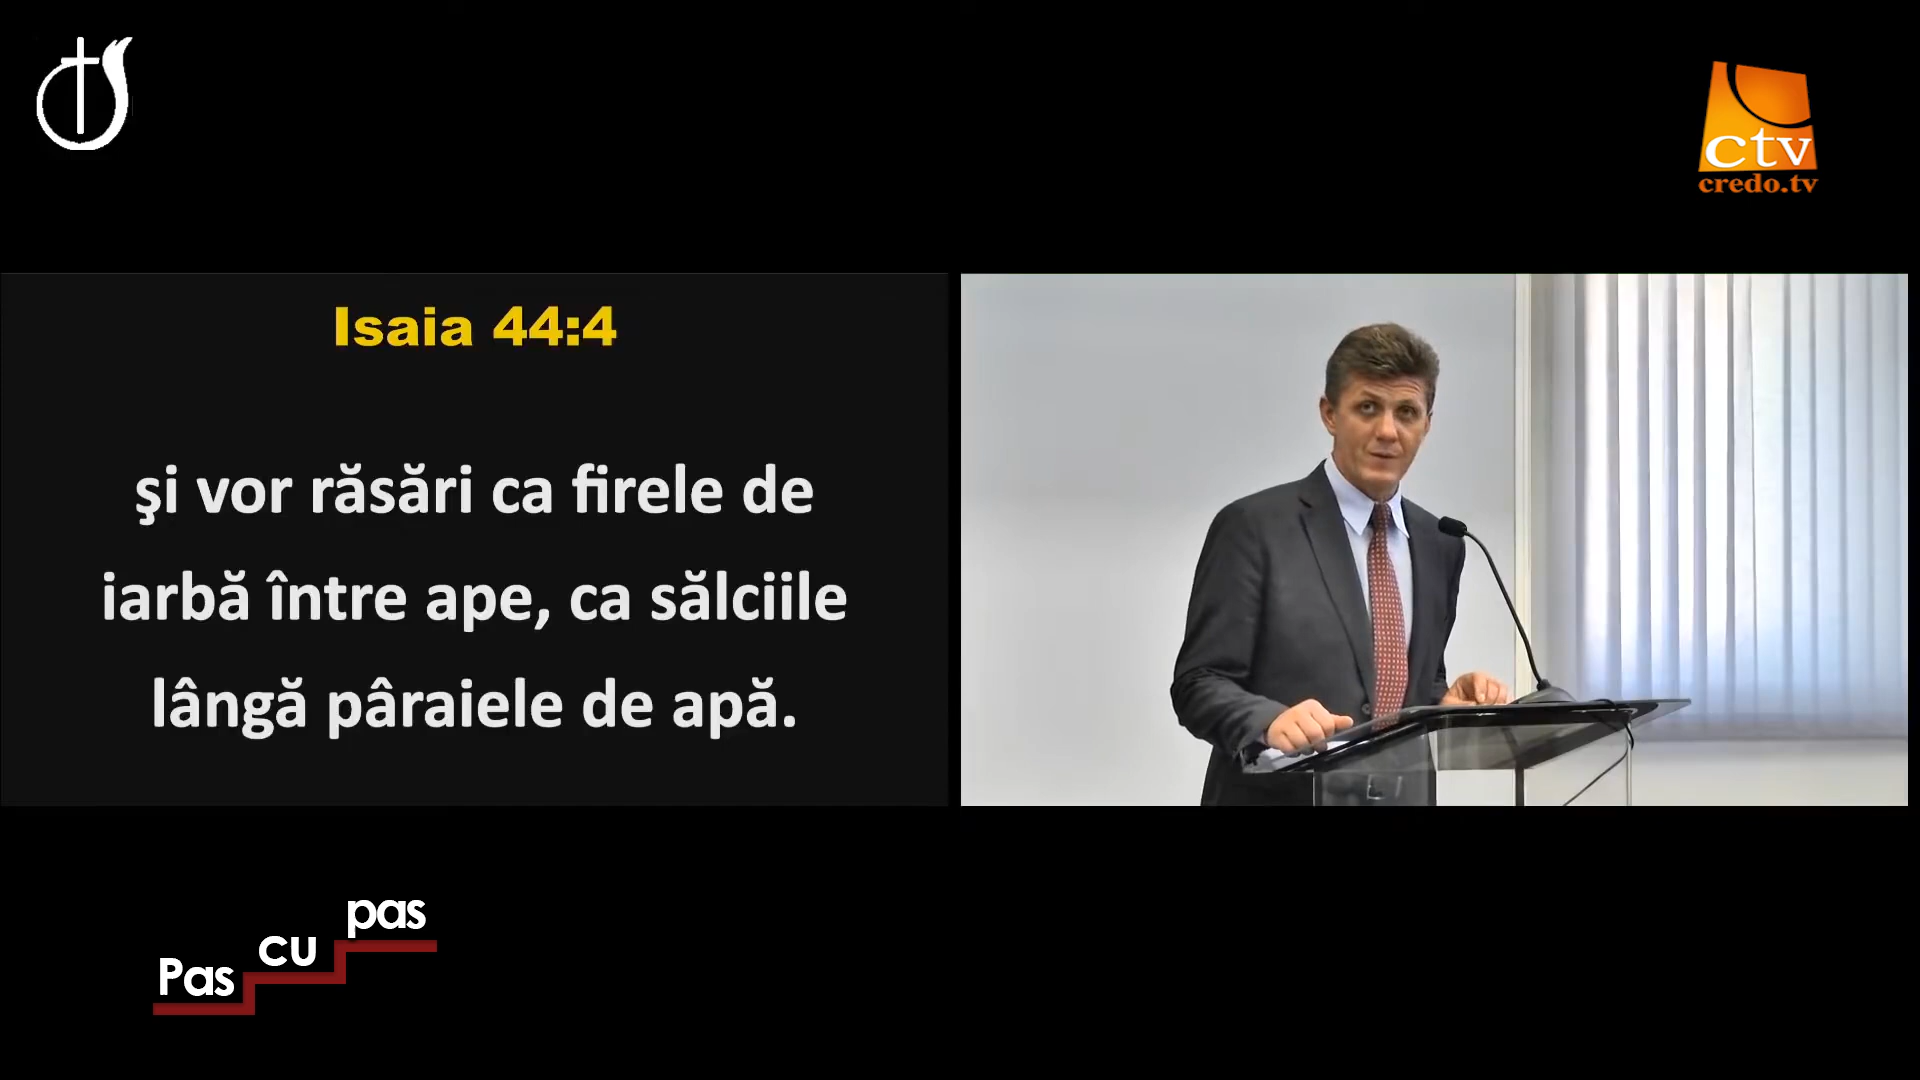 ctv
credo.tv
Isaia 44:4
şi vor răsări ca firele de
iarbă între ape, ca sălciile
lângă pâraiele de apă.
Pas cu pas